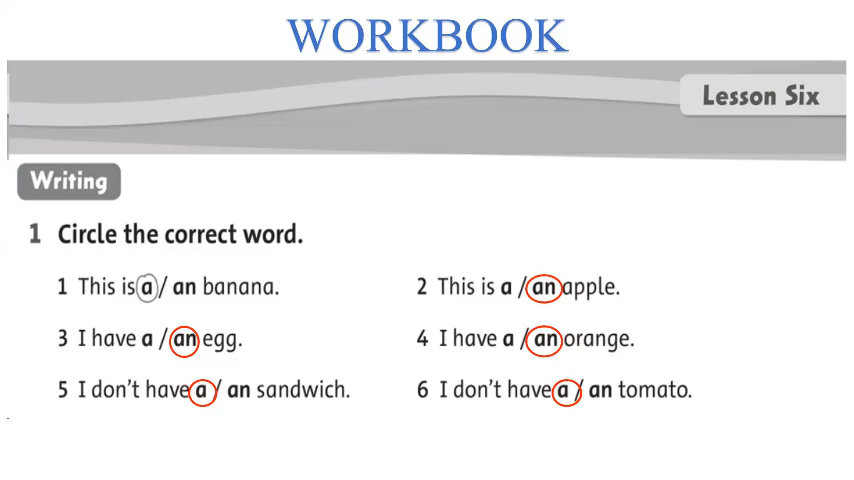 WORKBOOK
Lesson Six
Writing
1 Circle the correct word.
1 This is a / an banana.
2 This is a / an apple.
3 I have a / an egg.
4 I have a / an orange.
5 I don't have a / an sandwich.
6 I don't have a / an tomato.